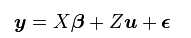 𝒚 = X𝜷 + Z𝒖 + 𝝐